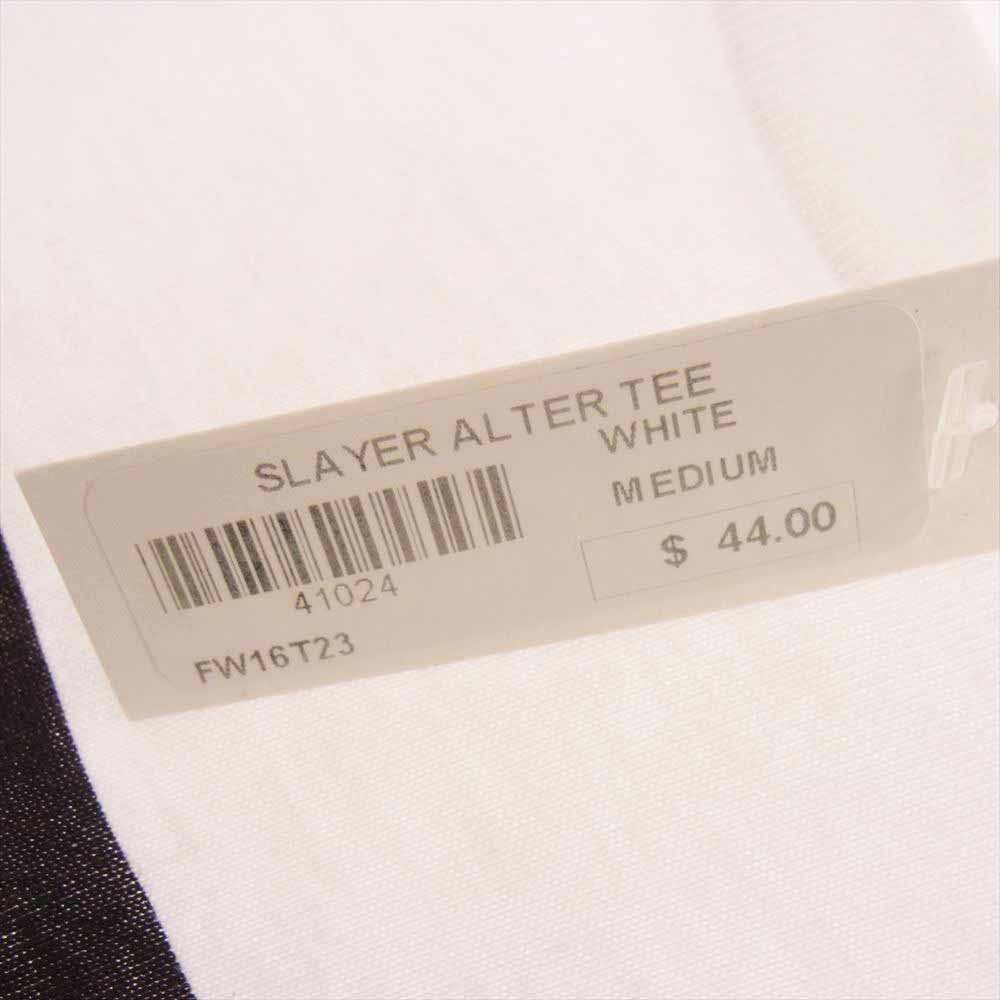 SLAYER ALTER TEE
WHITE
MEDIUM
$ 44.00
41024
FW16T23